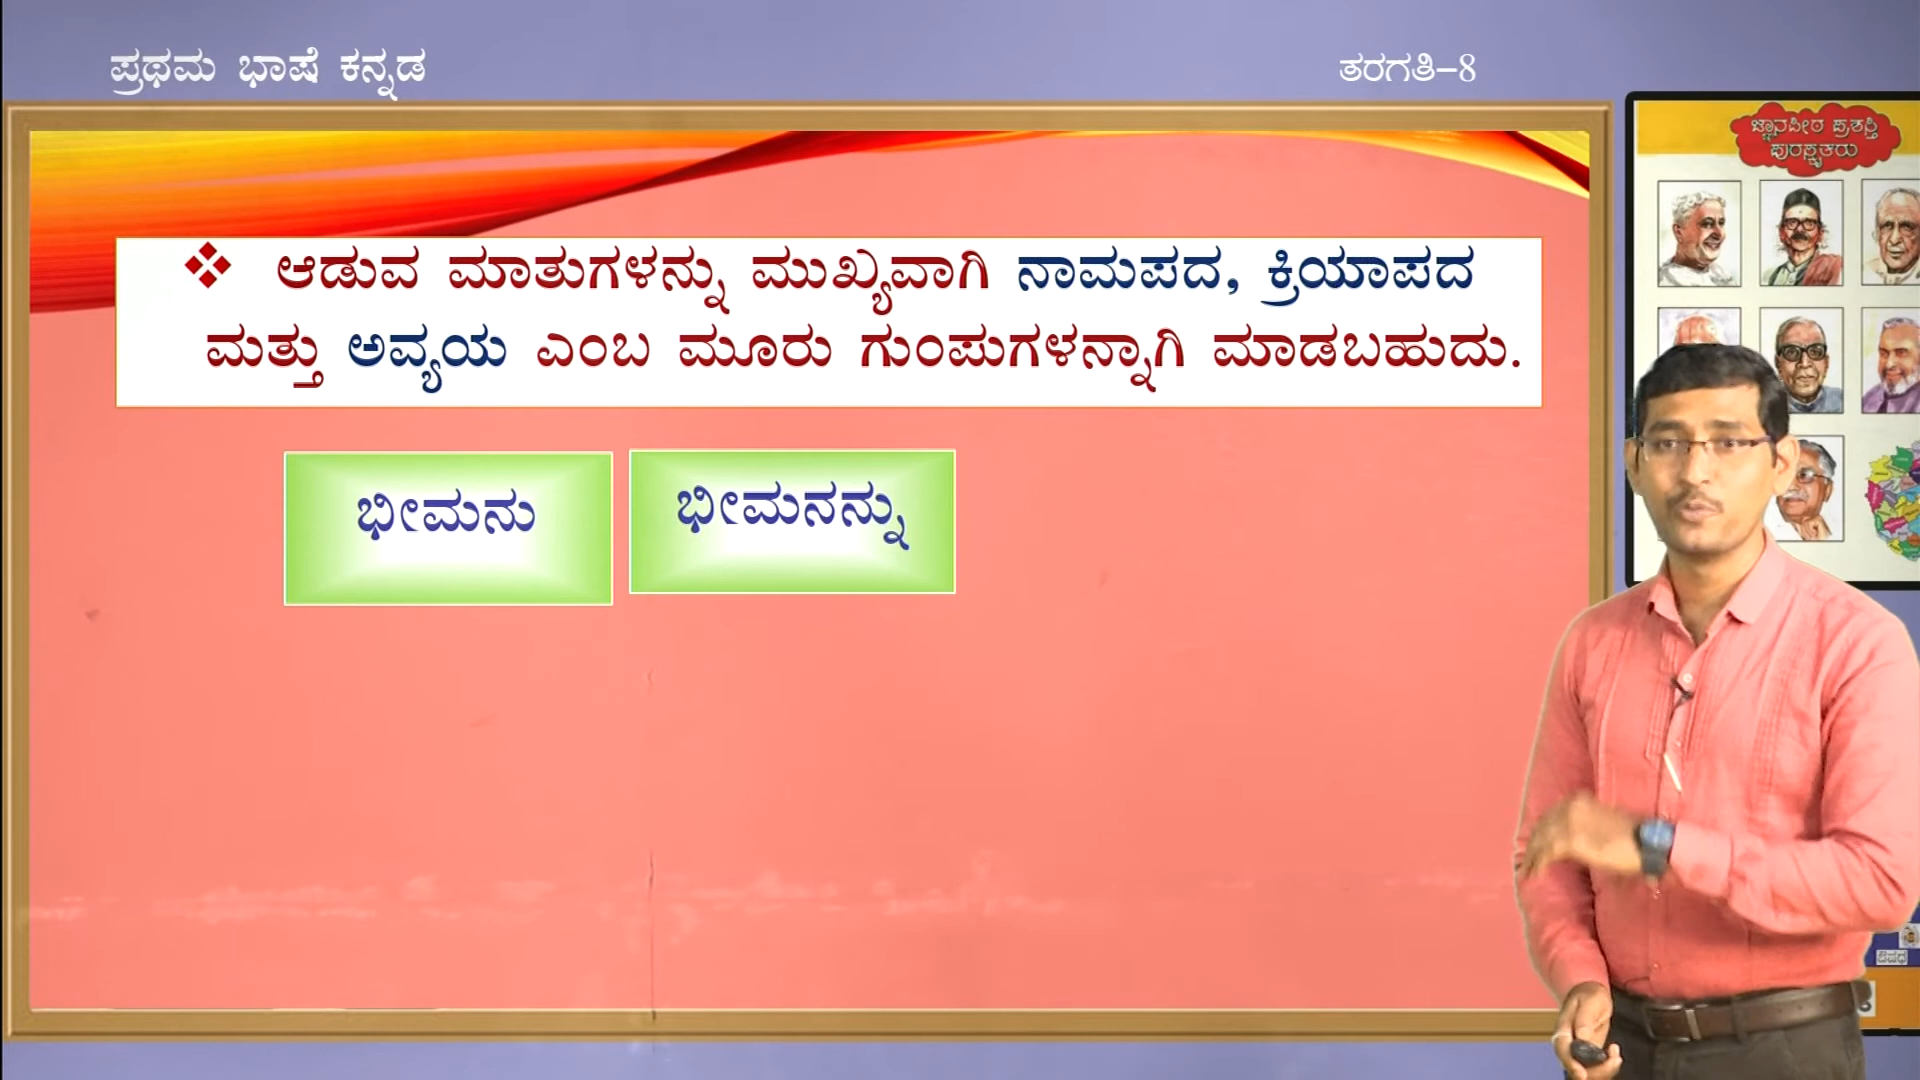 ಪ್ರಥಮ ಭಾಷೆ ಕನ್ನಡ
ತರಗತಿ-8
ಜ್ಞಾನಪೀಠ ಪ್ರಶಸ್ತಿ
ಪುರಸ್ಕೃತರು
❖ ಆಡುವ ಮಾತುಗಳನ್ನು ಮುಖ್ಯವಾಗಿ ನಾಮಪದ, ಕ್ರಿಯಾಪದ
ಮತ್ತು ಅವ್ಯಯ ಎಂಬ ಮೂರು ಗುಂಪುಗಳನ್ನಾಗಿ ಮಾಡಬಹುದು.
ಭೀಮನು
ಭೀಮನನ್ನು